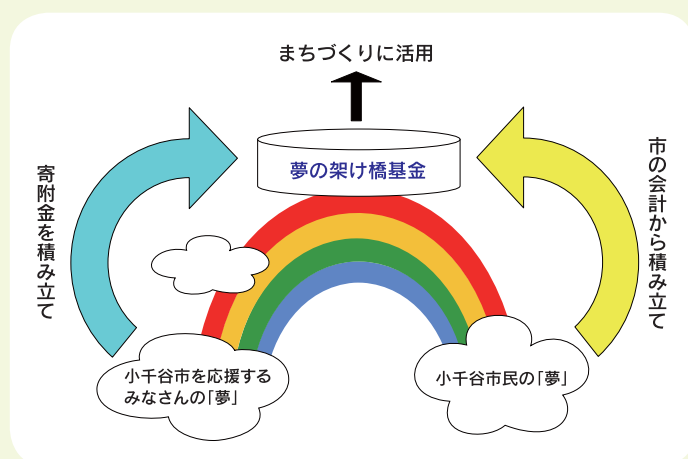 まちづくりに活用
夢の架け橋基金
寄附金を積み立て
市の会計から積み立て
小千谷市を応援する
みなさんの「夢」
小千谷市民の「夢」